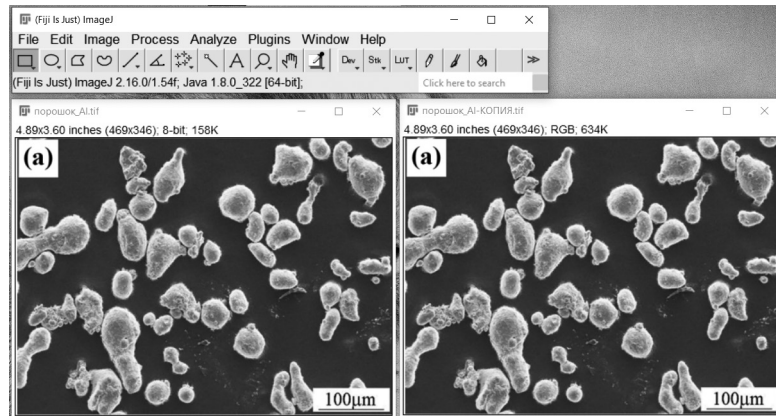 (Fiji Is Just) ImageJ
File Edit Image Process Analyze Plugins Window Help
A Dev. Stk LUT >>
(Fiji Is Just) ImageJ 2.16.0/1.54f; Java 1.8.0_322 [64-bit];
Click here to search
порошок_Al.tif
4.89x3.60 inches (469x346); 8-bit; 158K
(a)
100μm
порошок_Al-КОПИЯ.tif
4.89x3.60 inches (469x346); RGB; 634K
(a)
100μm